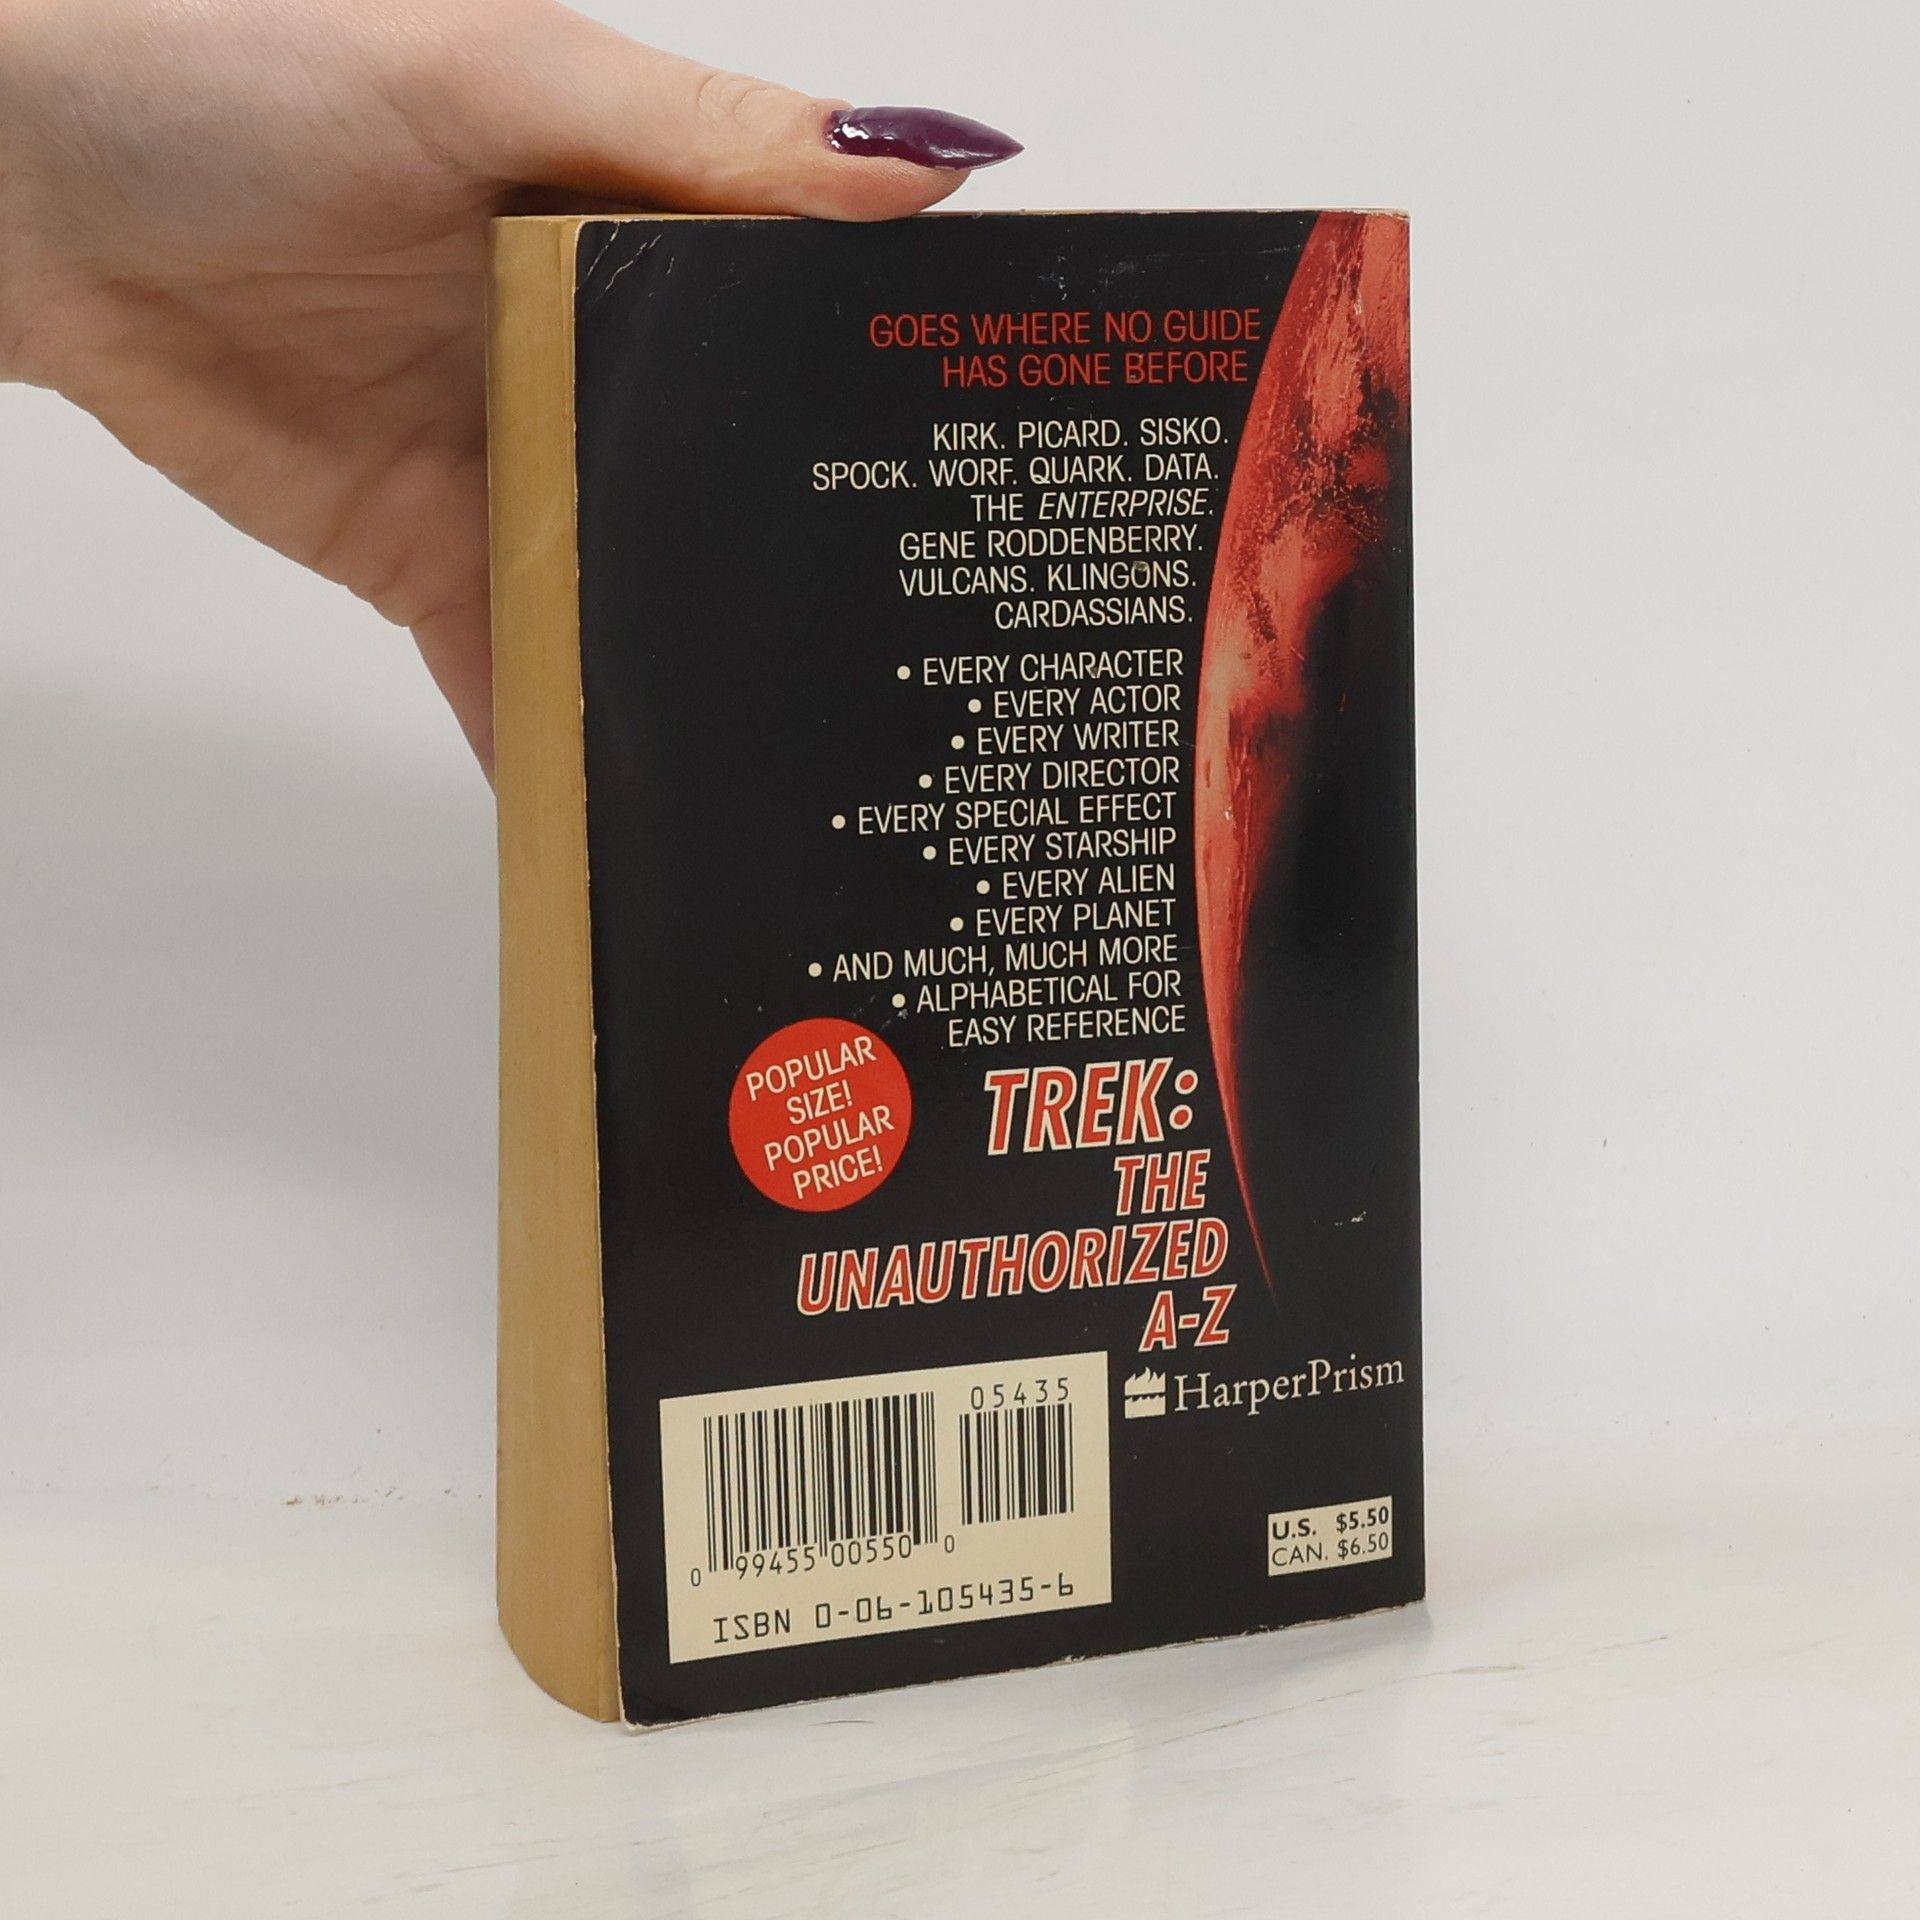 GOES WHERE NO GUIDE
HAS GONE BEFORE
KIRK. PICARD. SISKO.
SPOCK. WORF. QUARK. DATA.
THE ENTERPRISE.
GENE RODDENBERRY.
VULCANS. KLINGONS.
CARDASSIANS.
• EVERY CHARACTER
• EVERY ACTOR
• EVERY WRITER
• EVERY DIRECTOR
• EVERY SPECIAL EFFECT
• EVERY STARSHIP
• EVERY ALIEN
• EVERY PLANET
• AND MUCH, MUCH MORE
• ALPHABETICAL FOR
EASY REFERENCE
POPULAR
SIZE!
POPULAR
PRICE!
TREK:
THE
UNAUTHORIZED
A-Z
HarperPrism
05435
0 99455 00550 0
ISBN 0-06-105435-6
U.S. $5.50
CAN. $6.50